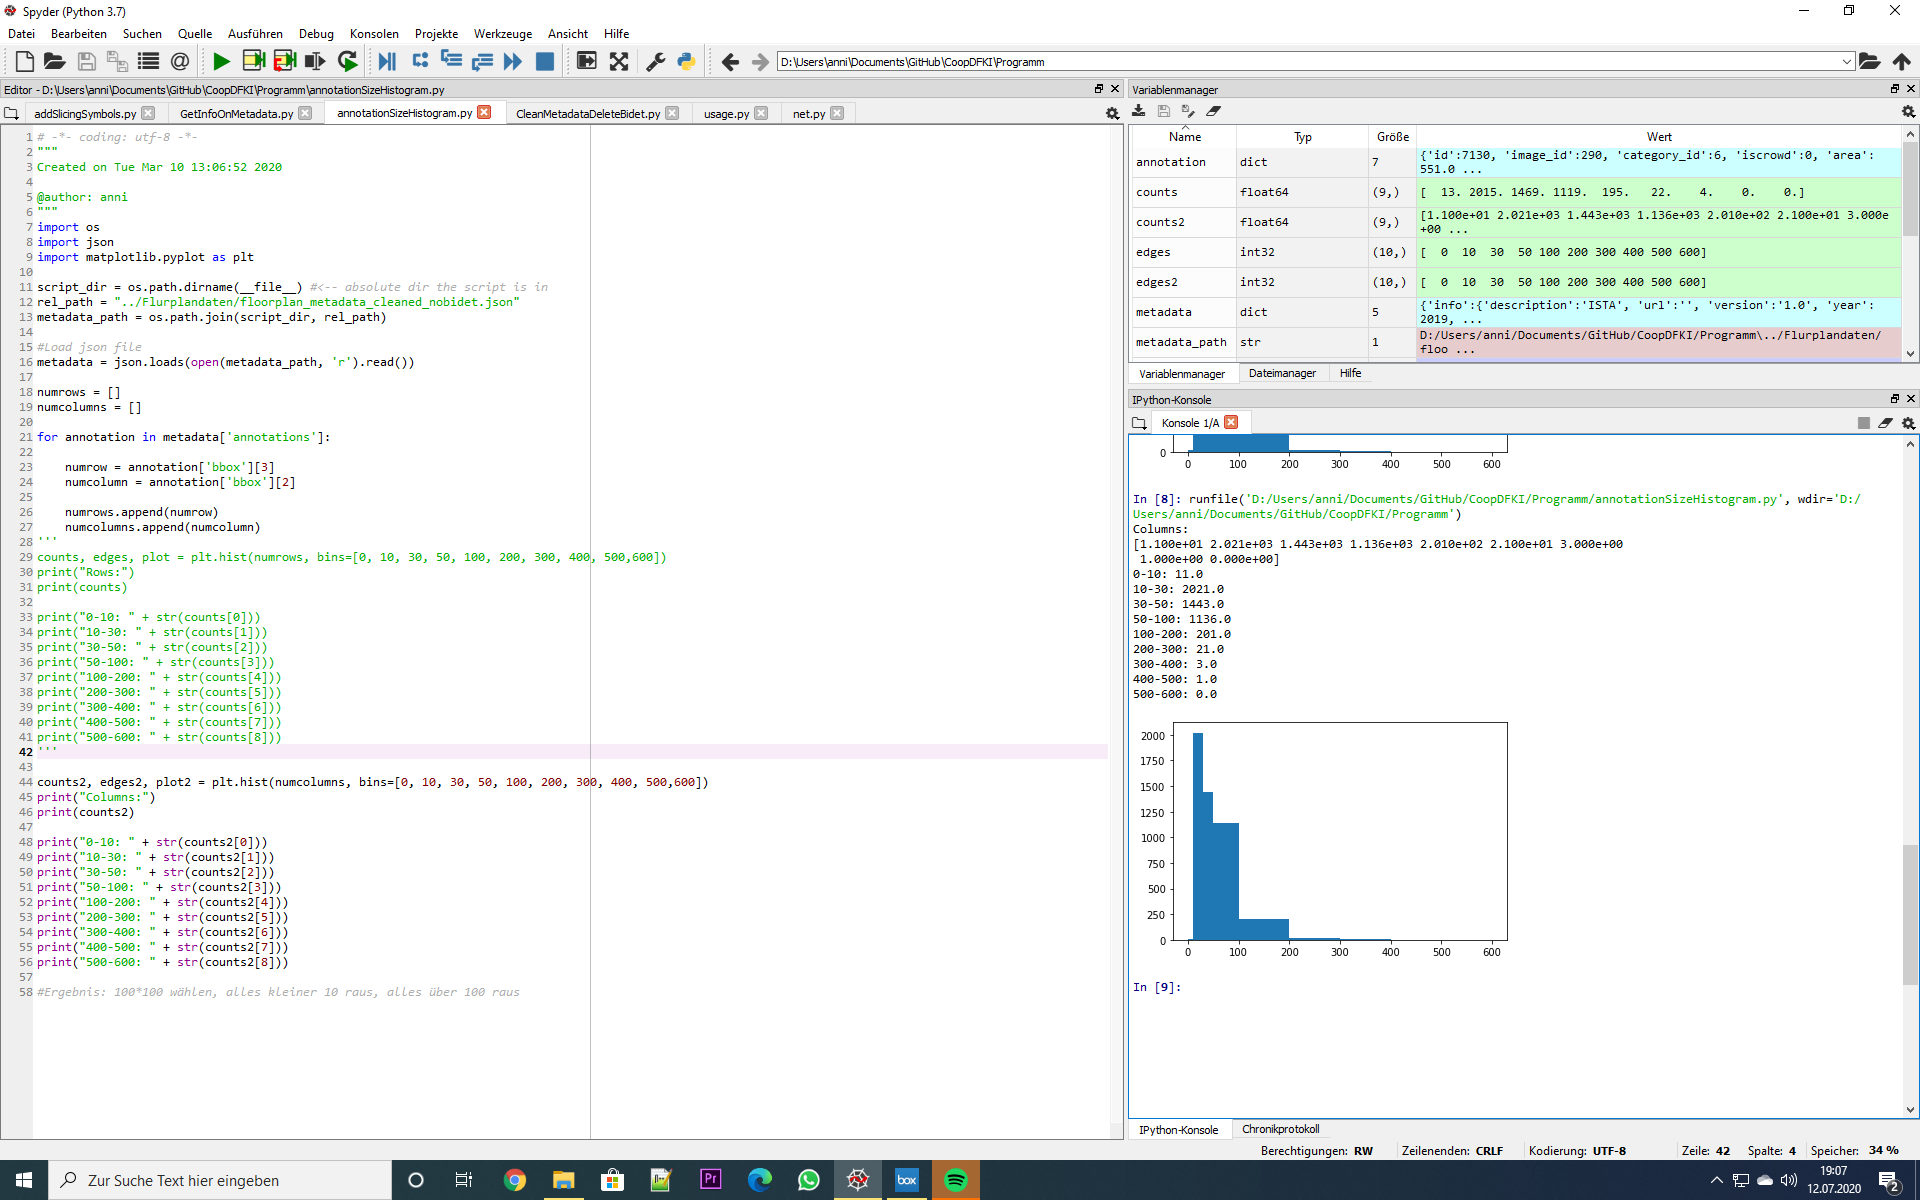 Spyder (Python 3.7)
Datei Bearbeiten Suchen Quelle Ausführen Debug Konsolen Projekte Werkzeuge Ansicht Hilfe
D:\Users\anni\Documents\GitHub\CoopDFKI\Programm
Editor - D:\Users\anni\Documents\GitHub\CoopDFKI\Programm\annotationSizeHistogram.py
addSlicingSymbols.py GetInfoOnMetadata.py annotationSizeHistogram.py CleanMetadataDeleteBidet.py usage.py net.py
1 # -*- coding: utf-8 -*-
2 """
3 Created on Tue Mar 10 13:06:52 2020
4
5 @author: anni
6 """
7 import os
8 import json
9 import matplotlib.pyplot as plt
10
11 script_dir = os.path.dirname(__file__) #<-- absolute dir the script is in
12 rel_path = "../Flurplandaten/floorplan_metadata_cleaned_nobidet.json"
13 metadata_path = os.path.join(script_dir, rel_path)
14
15 #Load json file
16 metadata = json.loads(open(metadata_path, 'r').read())
17
18 numrows = []
19 numcolumns = []
20
21 for annotation in metadata['annotations']:
22
23     numrow = annotation['bbox'][3]
24     numcolumn = annotation['bbox'][2]
25
26     numrows.append(numrow)
27     numcolumns.append(numcolumn)
28 '''
29 counts, edges, plot = plt.hist(numrows, bins=[0, 10, 30, 50, 100, 200, 300, 400, 500,600])
30 print("Rows:")
31 print(counts)
32
33 print("0-10: " + str(counts[0]))
34 print("10-30: " + str(counts[1]))
35 print("30-50: " + str(counts[2]))
36 print("50-100: " + str(counts[3]))
37 print("100-200: " + str(counts[4]))
38 print("200-300: " + str(counts[5]))
39 print("300-400: " + str(counts[6]))
40 print("400-500: " + str(counts[7]))
41 print("500-600: " + str(counts[8]))
42 '''
43
44 counts2, edges2, plot2 = plt.hist(numcolumns, bins=[0, 10, 30, 50, 100, 200, 300, 400, 500,600])
45 print("Columns:")
46 print(counts2)
47
48 print("0-10: " + str(counts2[0]))
49 print("10-30: " + str(counts2[1]))
50 print("30-50: " + str(counts2[2]))
51 print("50-100: " + str(counts2[3]))
52 print("100-200: " + str(counts2[4]))
53 print("200-300: " + str(counts2[5]))
54 print("300-400: " + str(counts2[6]))
55 print("400-500: " + str(counts2[7]))
56 print("500-600: " + str(counts2[8]))
57
58 #Ergebnis: 100*100 wählen, alles kleiner 10 raus, alles über 100 raus
Variablenmanager
Name Typ Größe Wert
annotation dict 7 {'id':7130, 'image_id':290, 'category_id':6, 'iscrowd':0, 'area':
551.0 ...
counts float64 (9,) [ 13. 2015. 1469. 1119. 195. 22. 4. 0. 0.]
counts2 float64 (9,) [1.100e+01 2.021e+03 1.443e+03 1.136e+03 2.010e+02 2.100e+01 3.000e
+00 ...
edges int32 (10,) [ 0 10 30 50 100 200 300 400 500 600]
edges2 int32 (10,) [ 0 10 30 50 100 200 300 400 500 600]
metadata dict 5 {'info':{'description':'ISTA', 'url':'', 'version':'1.0', 'year':
2019, ...
metadata_path str 1 D:/Users/anni/Documents/GitHub/CoopDFKI/Programm\../Flurplandaten/
floo ...
Variablenmanager Dateimanager Hilfe
IPython-Konsole
Konsole 1/A
0
0 100 200 300 400 500 600
In [8]: runfile('D:/Users/anni/Documents/GitHub/CoopDFKI/Programm/annotationSizeHistogram.py', wdir='D:/
Users/anni/Documents/GitHub/CoopDFKI/Programm')
Columns:
[1.100e+01 2.021e+03 1.443e+03 1.136e+03 2.010e+02 2.100e+01 3.000e+00
 1.000e+00 0.000e+00]
0-10: 11.0
10-30: 2021.0
30-50: 1443.0
50-100: 1136.0
100-200: 201.0
200-300: 21.0
300-400: 3.0
400-500: 1.0
500-600: 0.0
2000
1750
1500
1250
1000
750
500
250
0
0 100 200 300 400 500 600
In [9]:
IPython-Konsole Chronikprotokoll
Berechtigungen: RW Zeilenenden: CRLF Kodierung: UTF-8 Zeile: 42 Spalte: 4 Speicher: 34 %
Zur Suche Text hier eingeben
Pr
box
19:07
12.07.2020
2